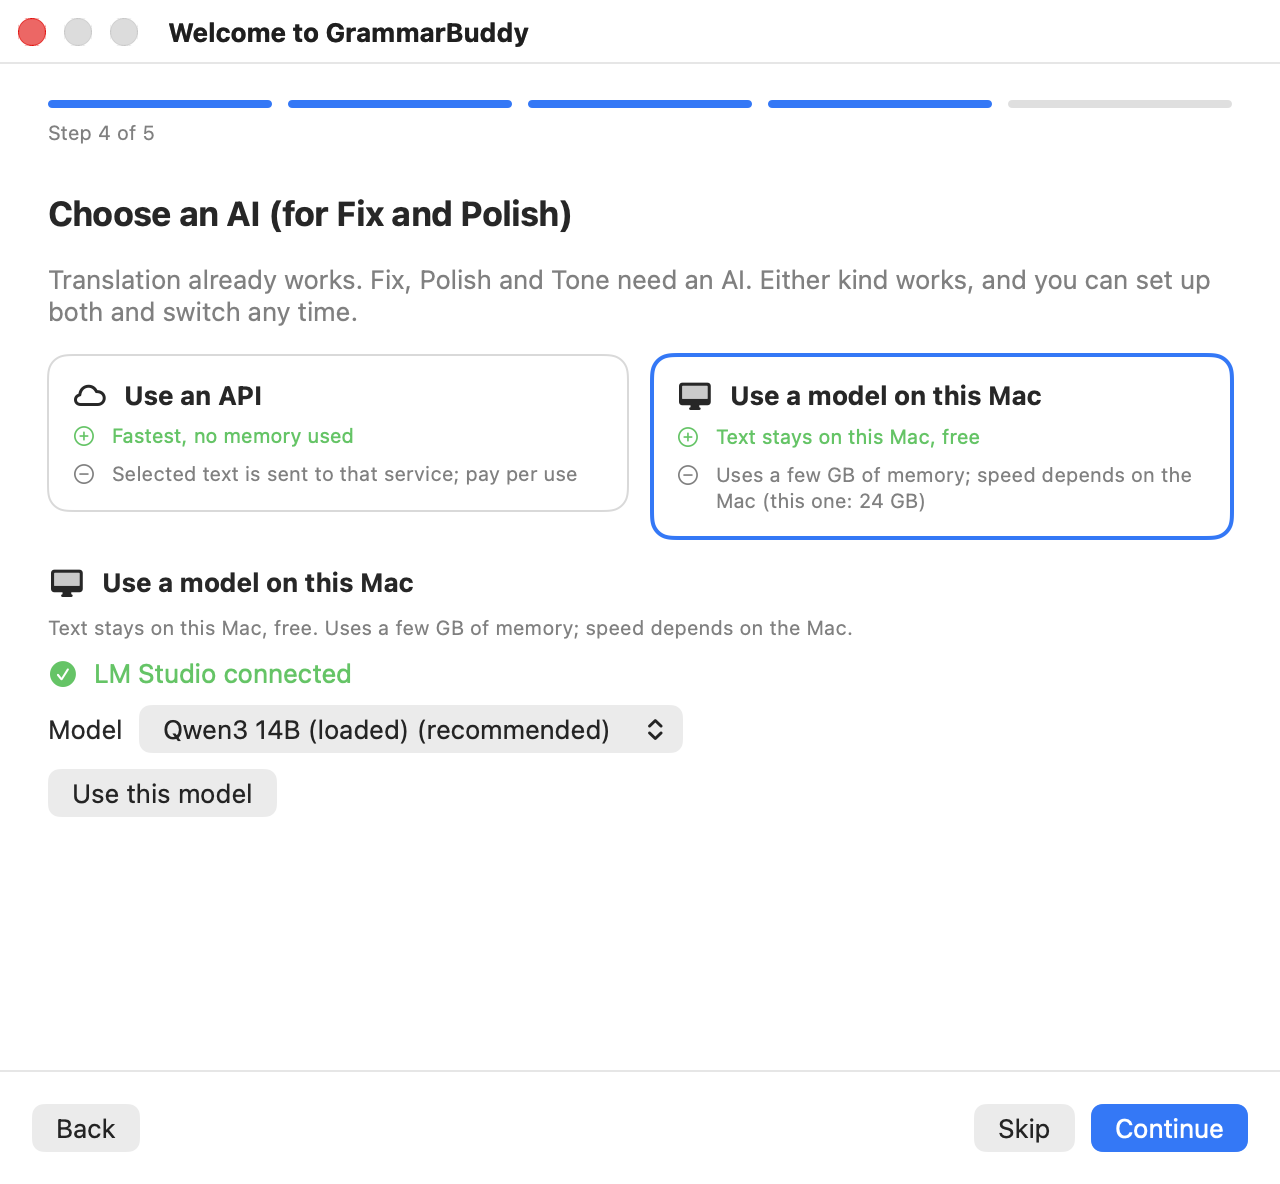 Welcome to GrammarBuddy
Step 4 of 5
Choose an AI (for Fix and Polish)
Translation already works. Fix, Polish and Tone need an AI. Either kind works, and you can set up
both and switch any time.
Use an API
Fastest, no memory used
Selected text is sent to that service; pay per use
Use a model on this Mac
Text stays on this Mac, free
Uses a few GB of memory; speed depends on the
Mac (this one: 24 GB)
Use a model on this Mac
Text stays on this Mac, free. Uses a few GB of memory; speed depends on the Mac.
LM Studio connected
Model Qwen3 14B (loaded) (recommended)
Use this model
Back Skip Continue